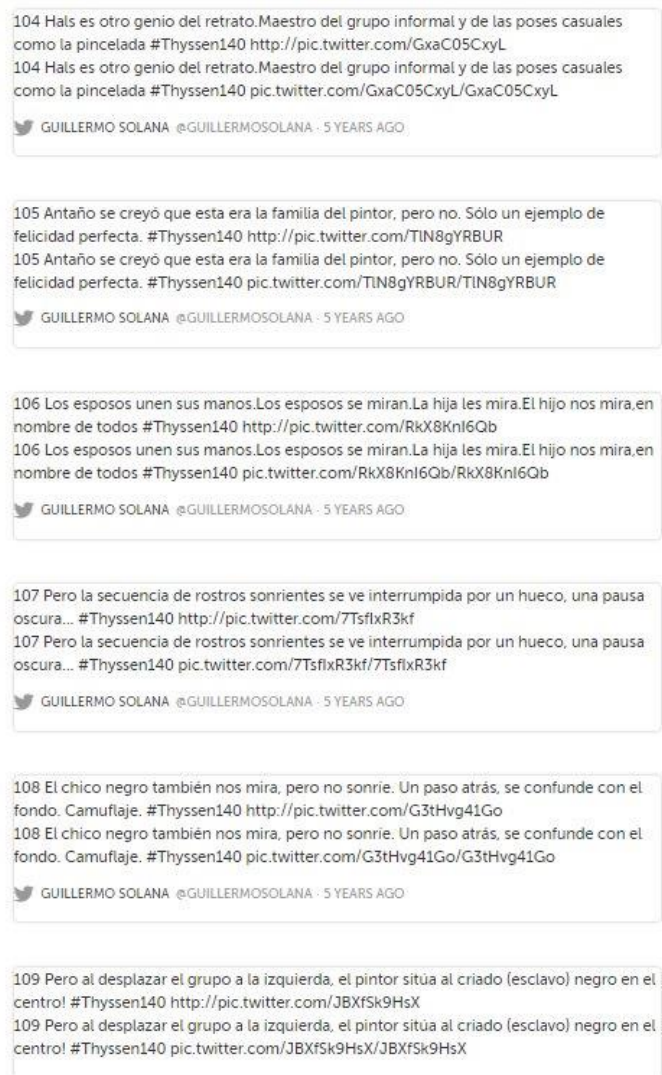 104 Hals es otro genio del retrato.Maestro del grupo informal y de las poses casuales
como la pincelada #Thyssen140 http://pic.twitter.com/GxaC05CxyL
104 Hals es otro genio del retrato.Maestro del grupo informal y de las poses casuales
como la pincelada #Thyssen140 pic.twitter.com/GxaC05CxyL/GxaC05CxyL
GUILLERMO SOLANA @GUILLERMOSOLANA · 5 YEARS AGO
105 Antaño se creyó que esta era la familia del pintor, pero no. Sólo un ejemplo de
felicidad perfecta. #Thyssen140 http://pic.twitter.com/TlN8gYRBUR
105 Antaño se creyó que esta era la familia del pintor, pero no. Sólo un ejemplo de
felicidad perfecta. #Thyssen140 pic.twitter.com/TlN8gYRBUR/TlN8gYRBUR
GUILLERMO SOLANA @GUILLERMOSOLANA · 5 YEARS AGO
106 Los esposos unen sus manos.Los esposos se miran.La hija les mira.El hijo nos mira,en
nombre de todos #Thyssen140 http://pic.twitter.com/RkX8KnI6Qb
106 Los esposos unen sus manos.Los esposos se miran.La hija les mira.El hijo nos mira,en
nombre de todos #Thyssen140 pic.twitter.com/RkX8KnI6Qb/RkX8KnI6Qb
GUILLERMO SOLANA @GUILLERMOSOLANA · 5 YEARS AGO
107 Pero la secuencia de rostros sonrientes se ve interrumpida por un hueco, una pausa
oscura... #Thyssen140 http://pic.twitter.com/7TsflxR3kf
107 Pero la secuencia de rostros sonrientes se ve interrumpida por un hueco, una pausa
oscura... #Thyssen140 pic.twitter.com/7TsflxR3kf/7TsflxR3kf
GUILLERMO SOLANA @GUILLERMOSOLANA · 5 YEARS AGO
108 El chico negro también nos mira, pero no sonríe. Un paso atrás, se confunde con el
fondo. Camuflaje. #Thyssen140 http://pic.twitter.com/G3tHvg41Go
108 El chico negro también nos mira, pero no sonríe. Un paso atrás, se confunde con el
fondo. Camuflaje. #Thyssen140 pic.twitter.com/G3tHvg41Go/G3tHvg41Go
GUILLERMO SOLANA @GUILLERMOSOLANA · 5 YEARS AGO
109 Pero al desplazar el grupo a la izquierda, el pintor sitúa al criado (esclavo) negro en el
centro! #Thyssen140 http://pic.twitter.com/JBXfSk9HsX
109 Pero al desplazar el grupo a la izquierda, el pintor sitúa al criado (esclavo) negro en el
centro! #Thyssen140 pic.twitter.com/JBXfSk9HsX/JBXfSk9HsX